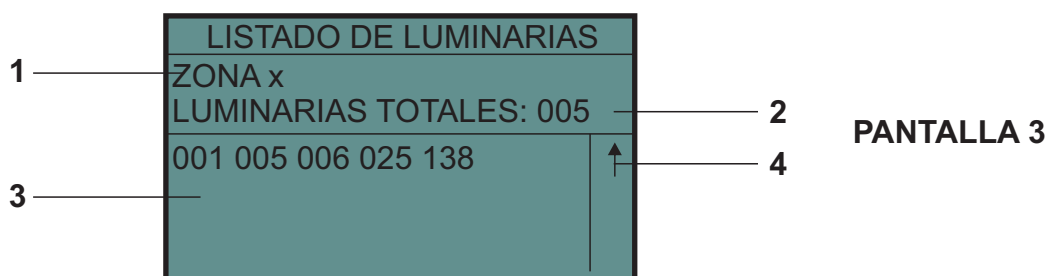 LISTADO DE LUMINARIAS
1
ZONA x
LUMINARIAS TOTALES: 005
2
PANTALLA 3
001 005 006 025 138
4
3